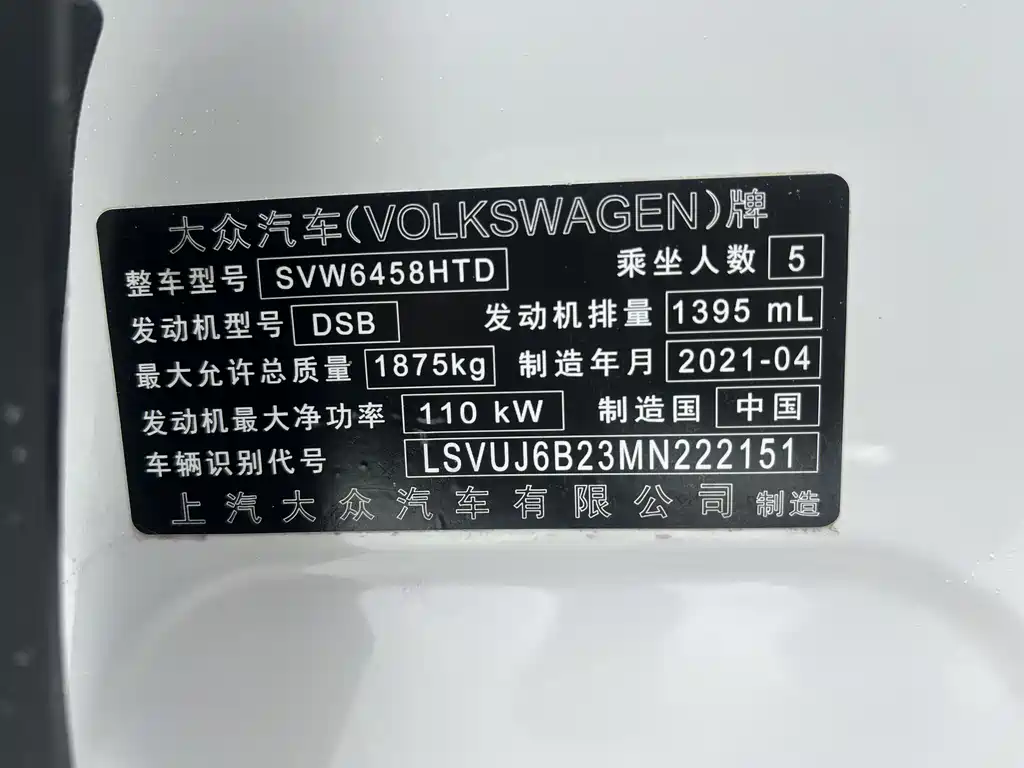 大众汽车(VOLKSWAGEN)牌
整车型号 SVW6458HTD 乘坐人数 5
发动机型号 DSB 发动机排量 1395 mL
最大允许总质量 1875kg 制造年月 2021-04
发动机最大净功率 110 kW 制造国 中国
车辆识别代号 LSVUJ6B23MN222151
上汽大众汽车有限公司 制造